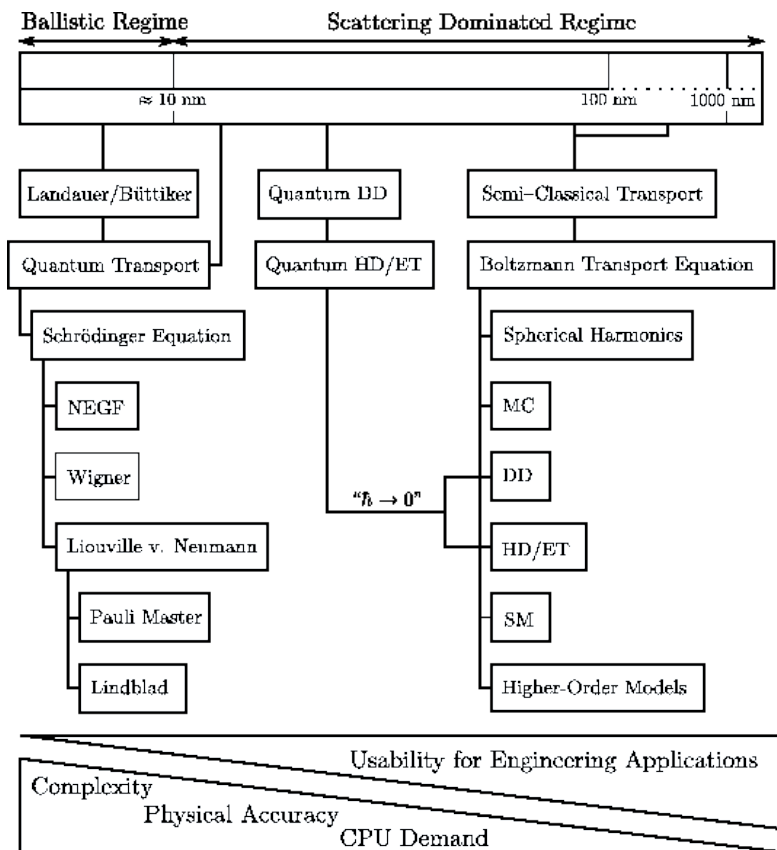 Ballistic Regime Scattering Dominated Regime
≈ 10 nm 100 nm 1000 nm
Landauer/Büttiker Quantum DD Semi–Classical Transport
Quantum Transport Quantum HD/ET Boltzmann Transport Equation
Schrödinger Equation Spherical Harmonics
NEGF MC
Wigner DD
“ħ → 0”
Liouville v. Neumann HD/ET
Pauli Master SM
Lindblad Higher-Order Models
Usability for Engineering Applications
Complexity
Physical Accuracy
CPU Demand